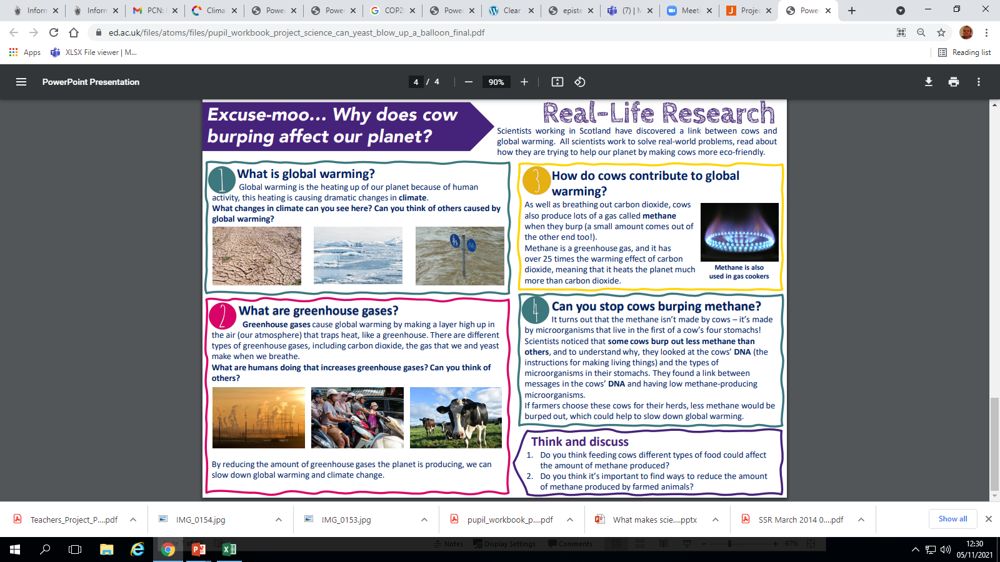 Inform
Inform
PCN:
Clima
Power
Power
COP2
Power
Clear
episte
(7) | M
Meeti
Projec
Power
ed.ac.uk/files/atoms/files/pupil_workbook_project_science_can_yeast_blow_up_a_balloon_final.pdf
Apps
XLSX File viewer | M...
Reading list
PowerPoint Presentation
4 / 4
90%
Excuse-moo... Why does cow
burping affect our planet?
Real-Life Research
Scientists working in Scotland have discovered a link between cows and
global warming. All scientists work to solve real-world problems, read about
how they are trying to help our planet by making cows more eco-friendly.
1 What is global warming?
Global warming is the heating up of our planet because of human
activity, this heating is causing dramatic changes in climate.
What changes in climate can you see here? Can you think of others caused by
global warming?
2 What are greenhouse gases?
Greenhouse gases cause global warming by making a layer high up in
the air (our atmosphere) that traps heat, like a greenhouse. There are different
types of greenhouse gases, including carbon dioxide, the gas that we and yeast
make when we breathe.
What are humans doing that increases greenhouse gases? Can you think of
others?
By reducing the amount of greenhouse gases the planet is producing, we can
slow down global warming and climate change.
3 How do cows contribute to global
warming?
As well as breathing out carbon dioxide, cows
also produce lots of a gas called methane
when they burp (a small amount comes out of
the other end too!).
Methane is a greenhouse gas, and it has
over 25 times the warming effect of carbon
dioxide, meaning that it heats the planet much
more than carbon dioxide.
Methane is also
used in gas cookers
4 Can you stop cows burping methane?
It turns out that the methane isn't made by cows – it's made
by microorganisms that live in the first of a cow's four stomachs!
Scientists noticed that some cows burp out less methane than
others, and to understand why, they looked at the cows' DNA (the
instructions for making living things) and the types of
microorganisms in their stomachs. They found a link between
messages in the cows' DNA and having low methane-producing
microorganisms.
If farmers choose these cows for their herds, less methane would be
burped out, which could help to slow down global warming.
Think and discuss
1. Do you think feeding cows different types of food could affect
the amount of methane produced?
2. Do you think it's important to find ways to reduce the amount
of methane produced by farmed animals?
Teachers_Project_P....pdf
IMG_0154.jpg
IMG_0153.jpg
pupil_workbook_p....pdf
What makes scie....pptx
SSR March 2014 0....pdf
Show all
Notes
Display Settings
Comments
67%
12:30
05/11/2021